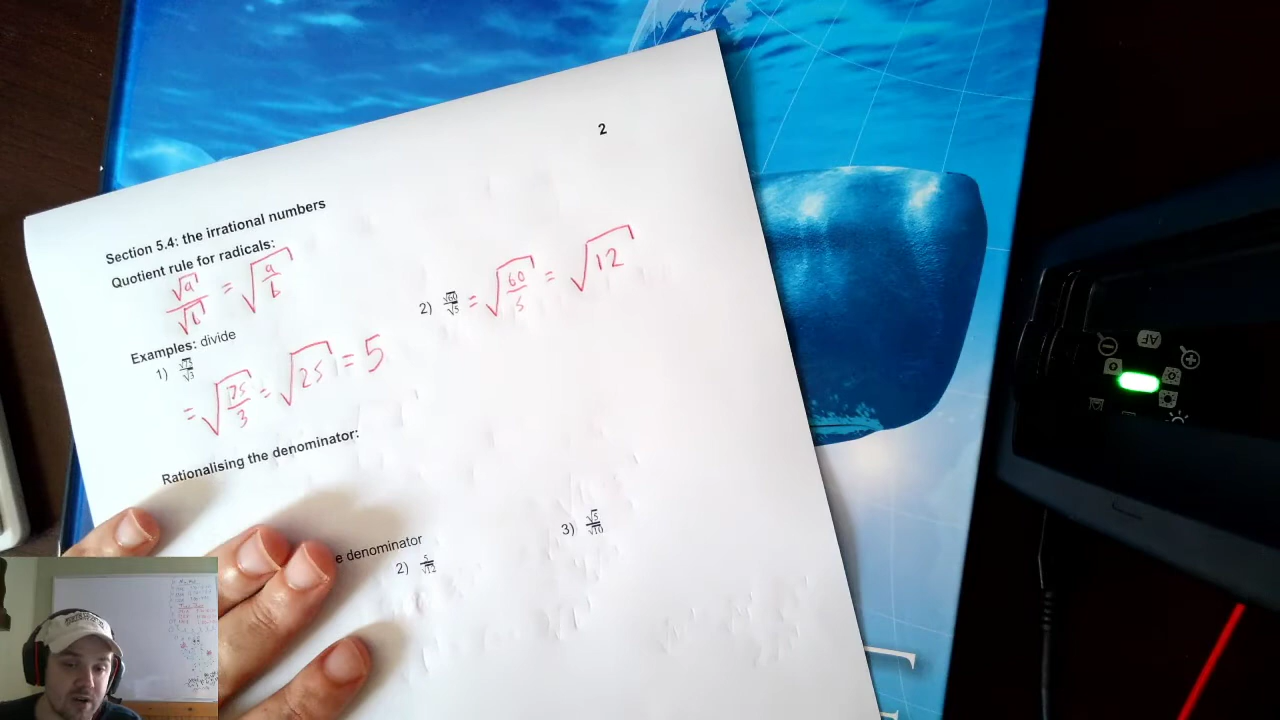 2
Section 5.4: the irrational numbers
Quotient rule for radicals:
√a/√b = √(a/b)
Examples: divide
1) √75/√3
= √(75/3) = √25 = 5
2) √60/√5 = √(60/5) = √12
Rationalising the denominator:
e denominator
2) 5/√12
3) √5/√10
AF